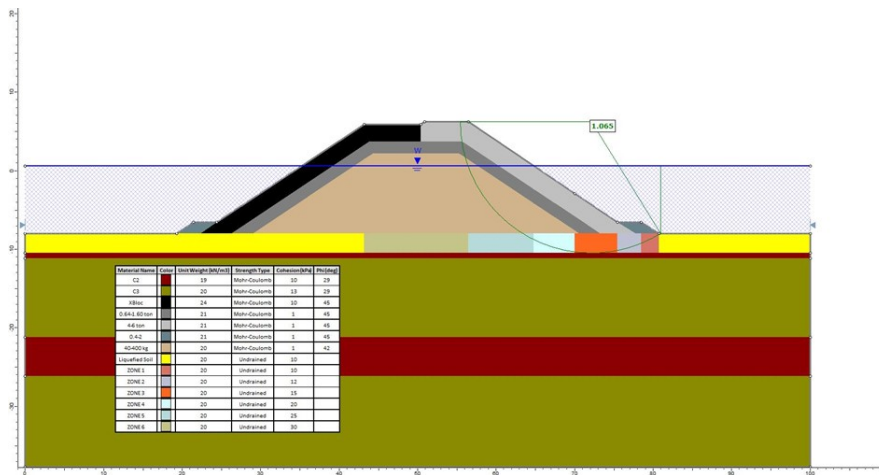 20
10
1.065
W
0
-10
Material Name Color Unit Weight (kN/m3) Strength Type Cohesion(kPa) Phi(deg)
C2 19 Mohr-Coulomb 10 29
C3 20 Mohr-Coulomb 13 29
XBloc 24 Mohr-Coulomb 10 45
0.64-1.60 ton 21 Mohr-Coulomb 1 45
4-6 ton 21 Mohr-Coulomb 1 45
0.4-2 21 Mohr-Coulomb 1 45
40-400 kg 20 Mohr-Coulomb 1 42
Liquefied Soil 20 Undrained 10
ZONE 1 20 Undrained 10
ZONE 2 20 Undrained 12
ZONE 3 20 Undrained 15
ZONE 4 20 Undrained 20
ZONE 5 20 Undrained 25
ZONE 6 20 Undrained 30
-20
-30
0 10 20 30 40 50 60 70 80 90 100